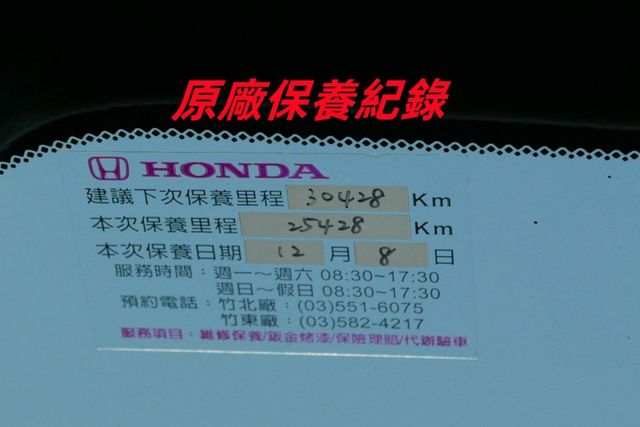 原廠保養紀錄
HONDA
建議下次保養里程 30428 Km
本次保養里程 25428 Km
本次保養日期 12 月 8 日
服務時間：週一～週六 08:30~17:30
週日～假日 08:30~17:30
預約電話：竹北廠：(03)551-6075
竹東廠：(03)582-4217
服務項目：維修保養/鈑金烤漆/保險理賠/代辦驗車